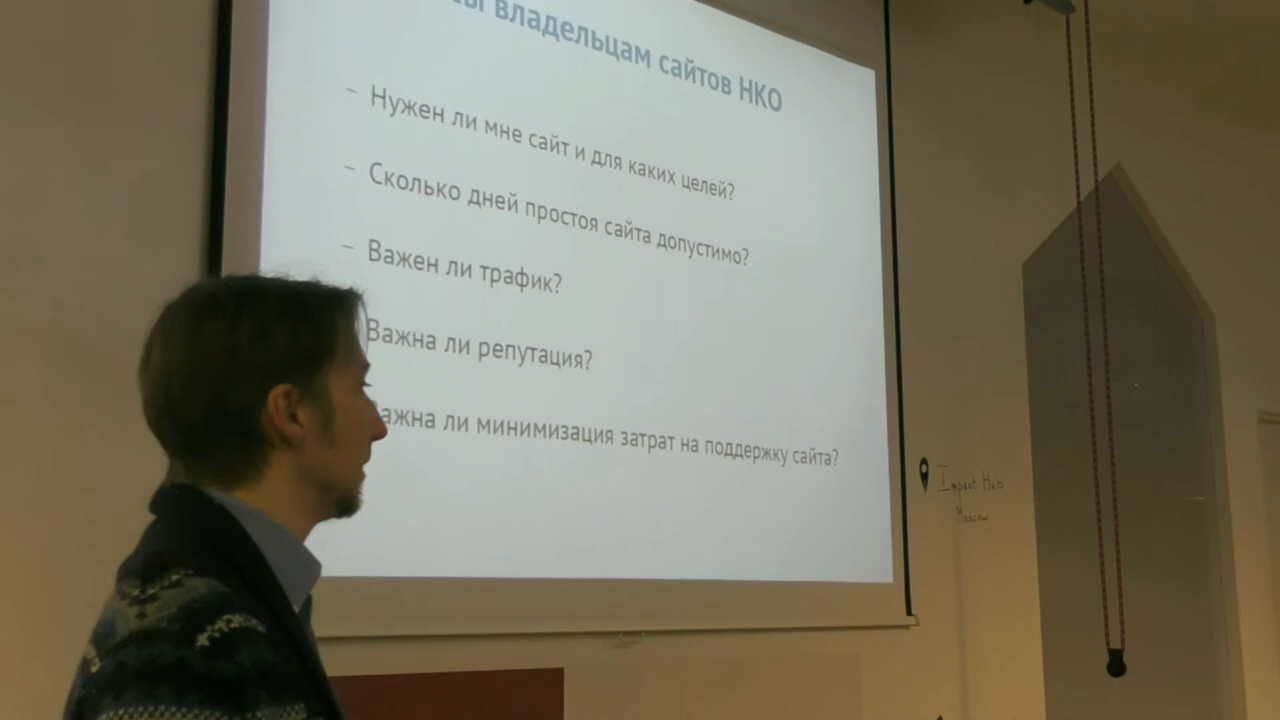 владельцам сайтов НКО
– Нужен ли мне сайт и для каких целей?
– Сколько дней простоя сайта допустимо?
– Важен ли трафик?
Важна ли репутация?
Важна ли минимизация затрат на поддержку сайта?
Impact Hub
Moscow